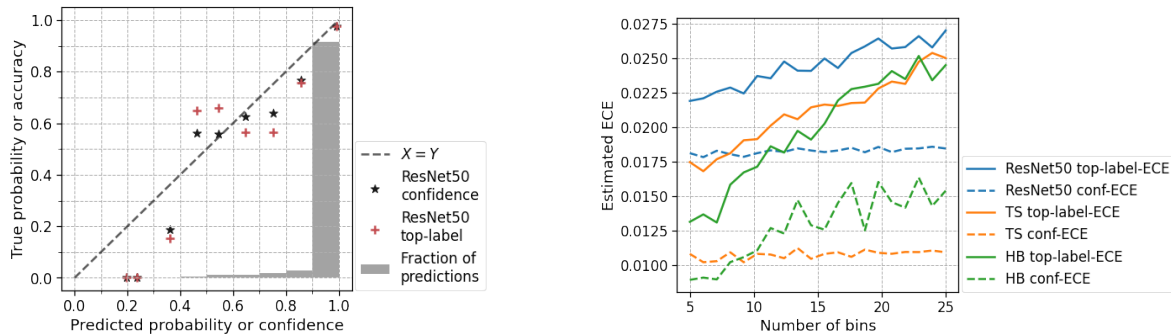 True probability or accuracy
1.0
0.8
0.6
0.4
0.2
0.0
0.0 0.2 0.4 0.6 0.8 1.0
Predicted probability or confidence
X = Y
ResNet50
confidence
ResNet50
top-label
Fraction of
predictions
Estimated ECE
0.0275
0.0250
0.0225
0.0200
0.0175
0.0150
0.0125
0.0100
5 10 15 20 25
Number of bins
ResNet50 top-label-ECE
ResNet50 conf-ECE
TS top-label-ECE
TS conf-ECE
HB top-label-ECE
HB conf-ECE